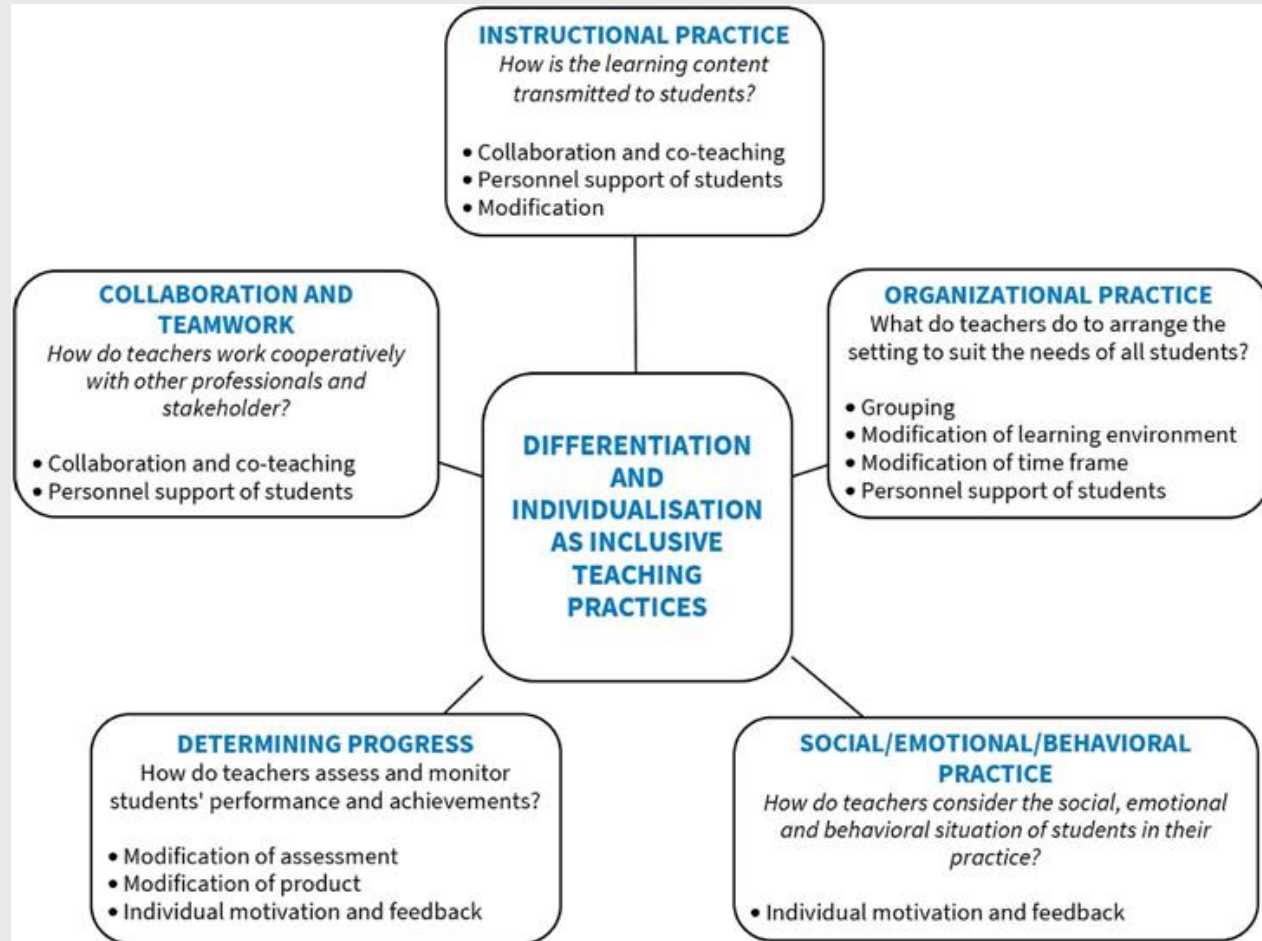 INSTRUCTIONAL PRACTICE
How is the learning content
transmitted to students?
• Collaboration and co-teaching
• Personnel support of students
• Modification
COLLABORATION AND
TEAMWORK
How do teachers work cooperatively
with other professionals and
stakeholder?
• Collaboration and co-teaching
• Personnel support of students
ORGANIZATIONAL PRACTICE
What do teachers do to arrange the
setting to suit the needs of all students?
• Grouping
• Modification of learning environment
• Modification of time frame
• Personnel support of students
DIFFERENTIATION
AND
INDIVIDUALISATION
AS INCLUSIVE
TEACHING
PRACTICES
DETERMINING PROGRESS
How do teachers assess and monitor
students' performance and achievements?
• Modification of assessment
• Modification of product
• Individual motivation and feedback
SOCIAL/EMOTIONAL/BEHAVIORAL
PRACTICE
How do teachers consider the social, emotional
and behavioral situation of students in their
practice?
• Individual motivation and feedback